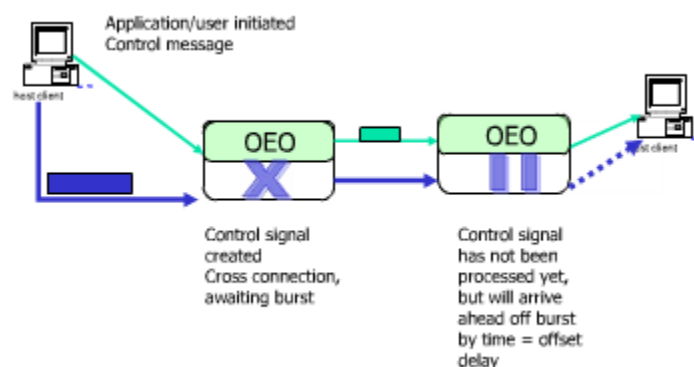 Application/user initiated
Control message
host client
OEO
OEO
st client
Control signal
created
Cross connection,
awaiting burst
Control signal
has not been
processed yet,
but will arrive
ahead off burst
by time = offset
delay